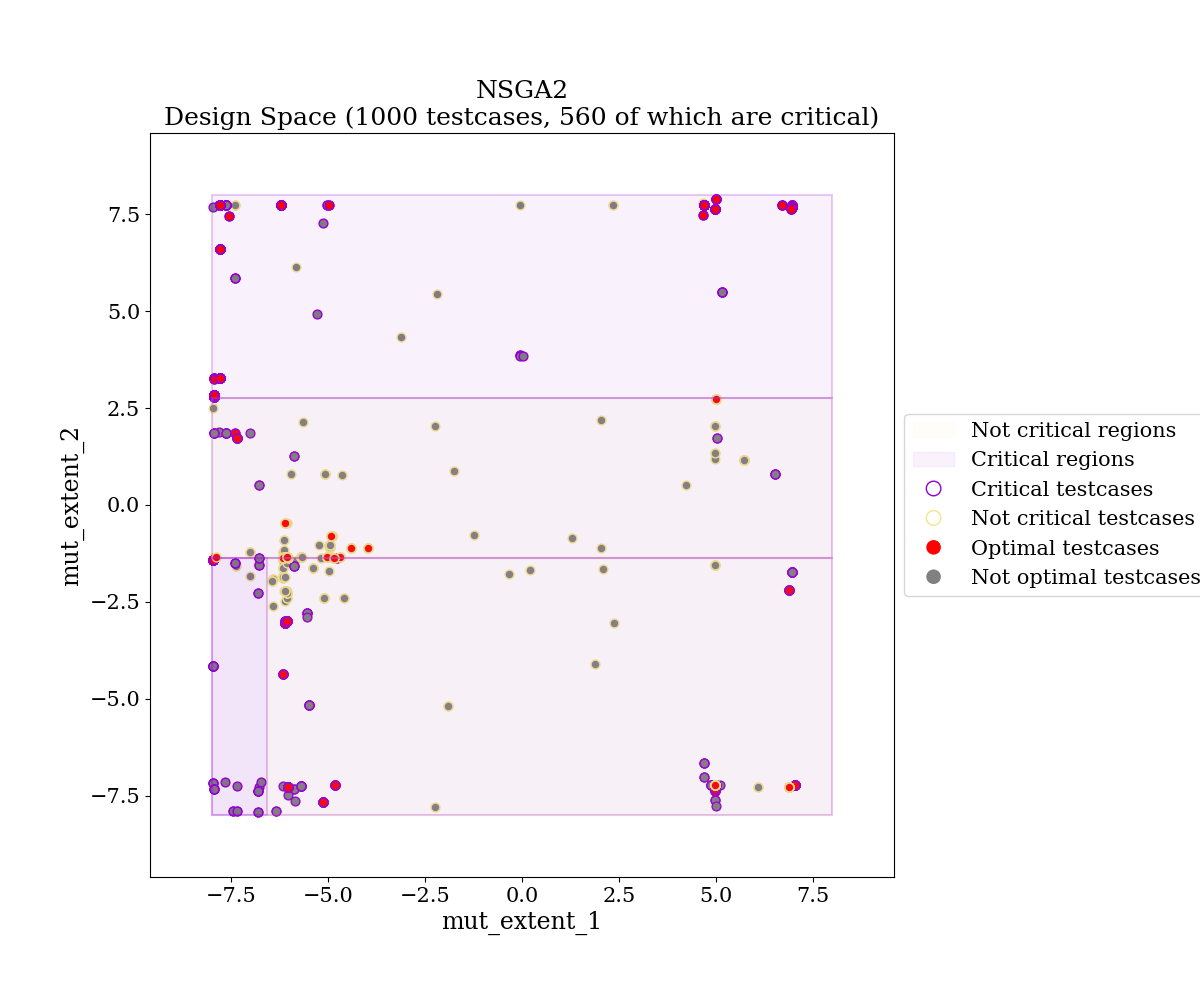 NSGA2
Design Space (1000 testcases, 560 of which are critical)
7.5
5.0
2.5
0.0
−2.5
−5.0
−7.5
mut_extent_2
−7.5 −5.0 −2.5 0.0 2.5 5.0 7.5
mut_extent_1
Not critical regions
Critical regions
Critical testcases
Not critical testcases
Optimal testcases
Not optimal testcases